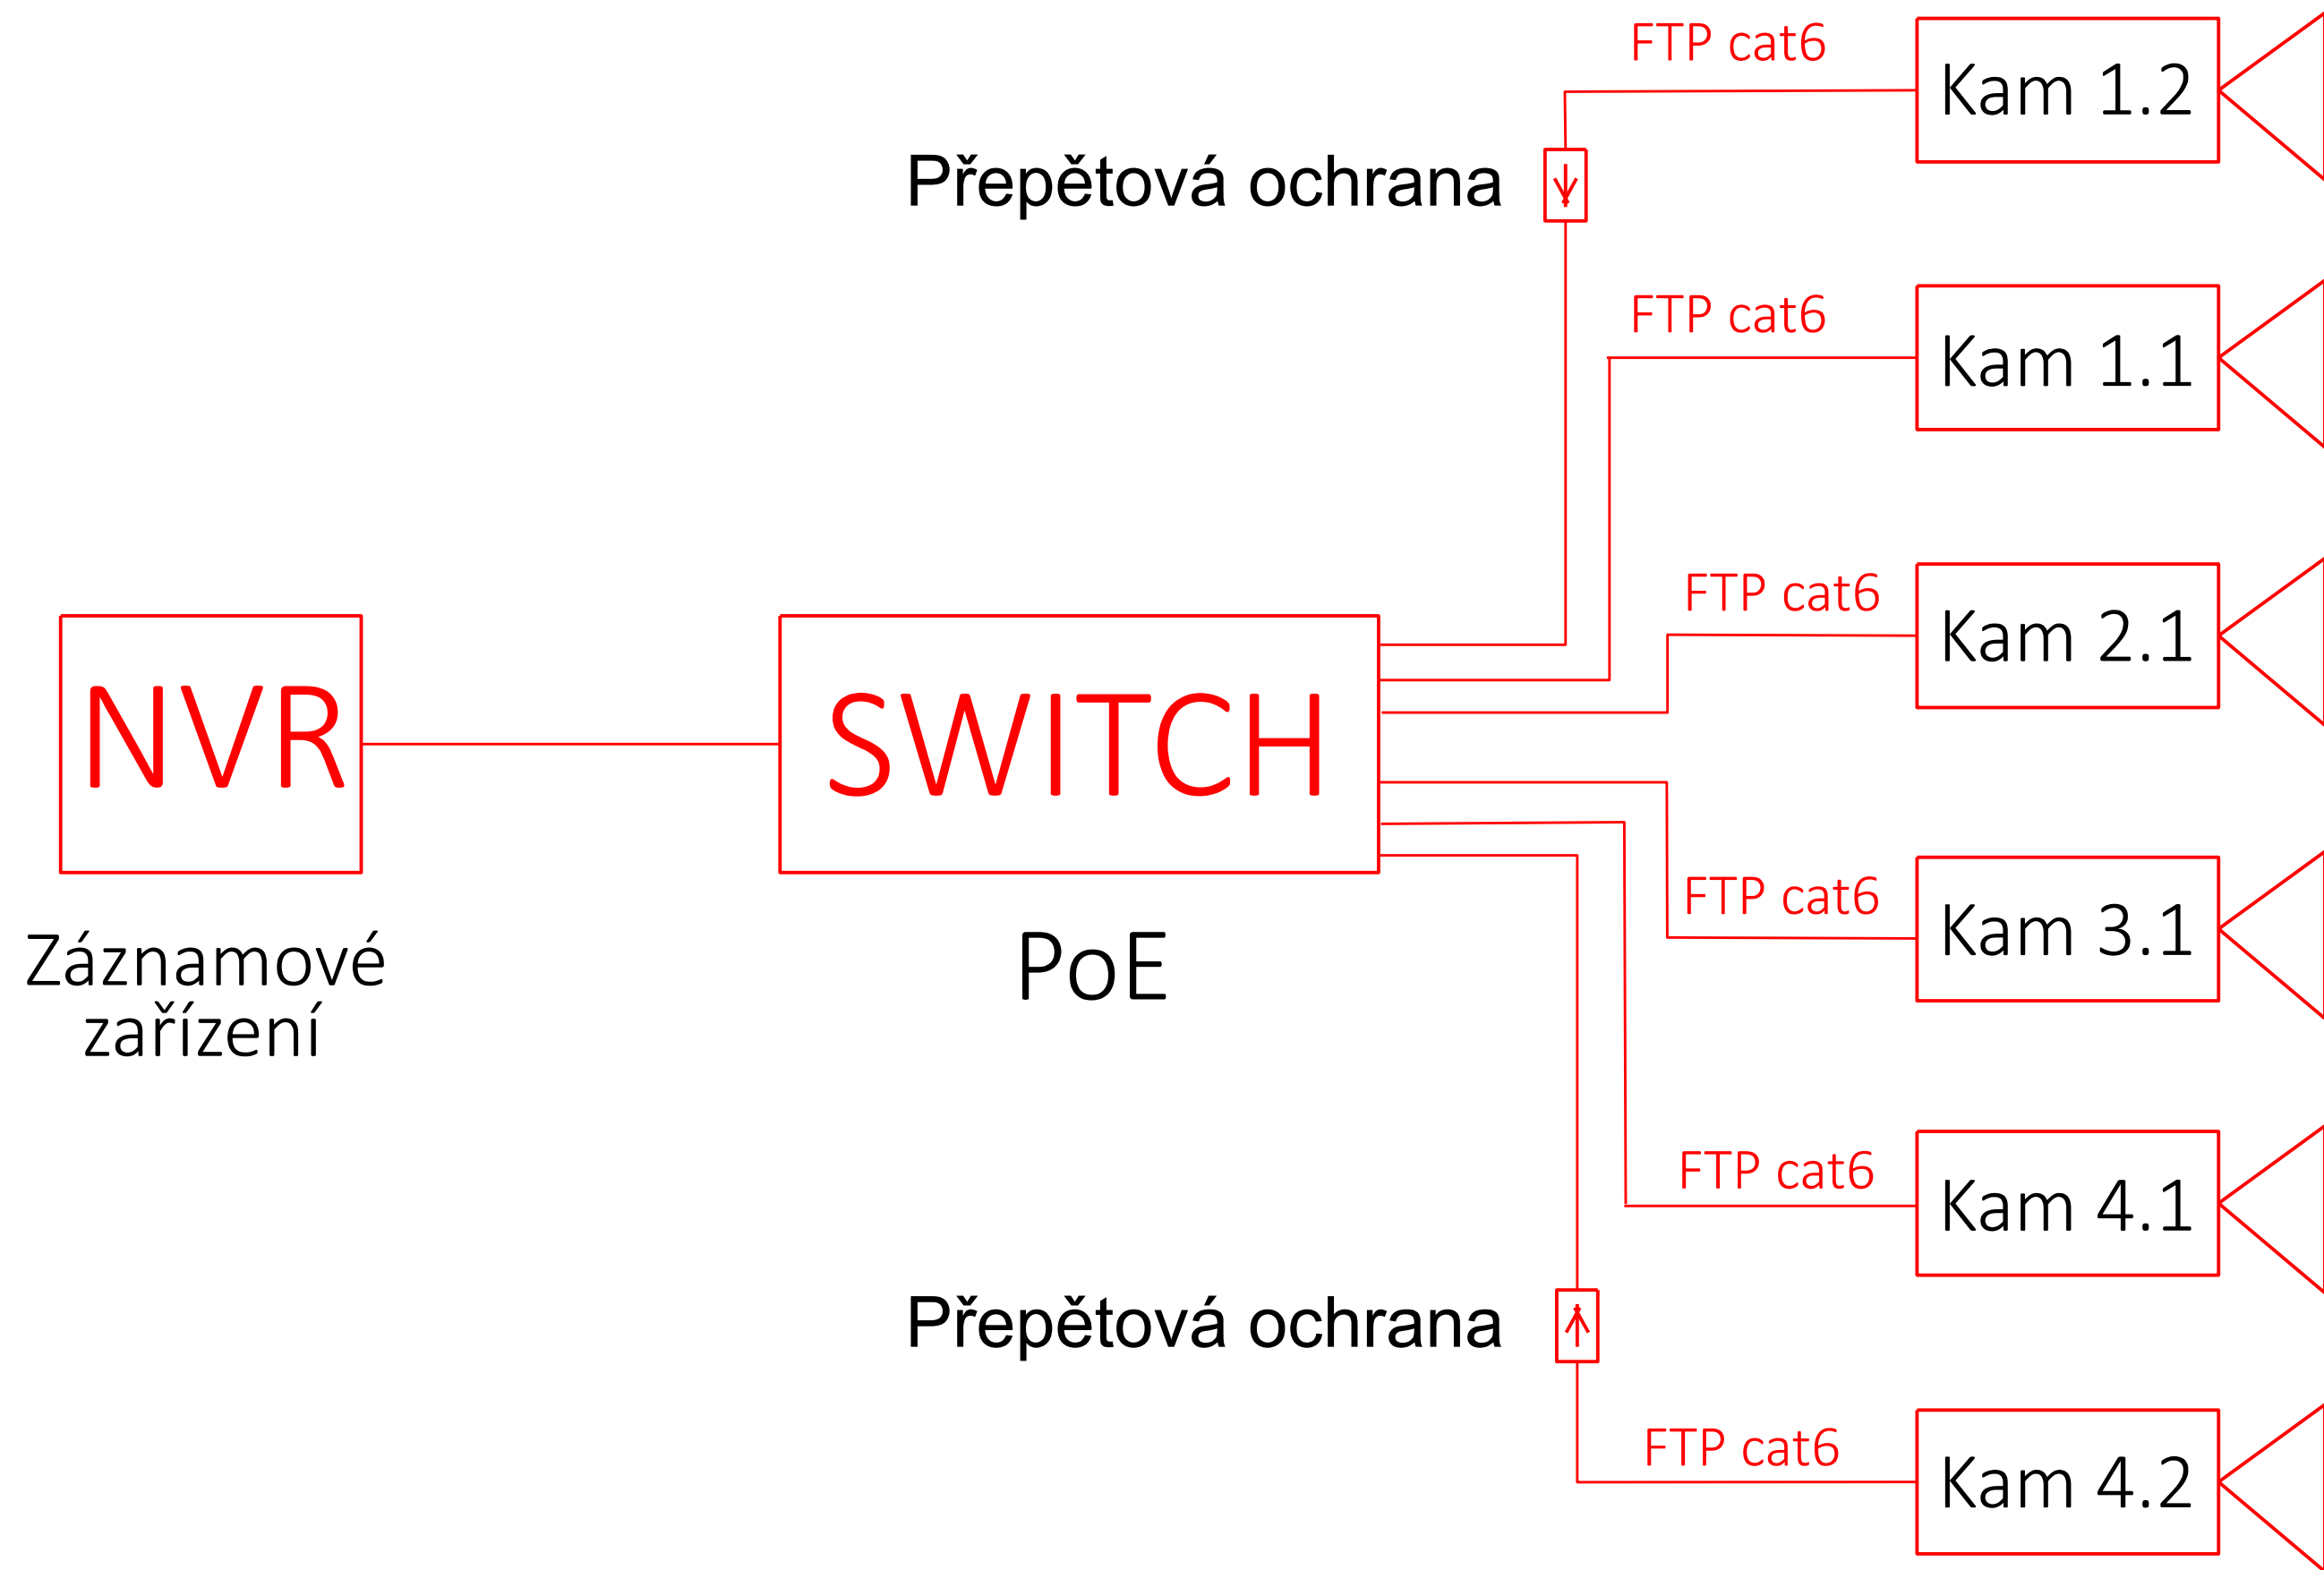 FTP cat6
Kam 1.2
Přepětová ochrana
FTP cat6
Kam 1.1
FTP cat6
Kam 2.1
NVR
SWITCH
FTP cat6
Kam 3.1
Záznamové
zařízení
PoE
FTP cat6
Kam 4.1
Přepětová ochrana
FTP cat6
Kam 4.2